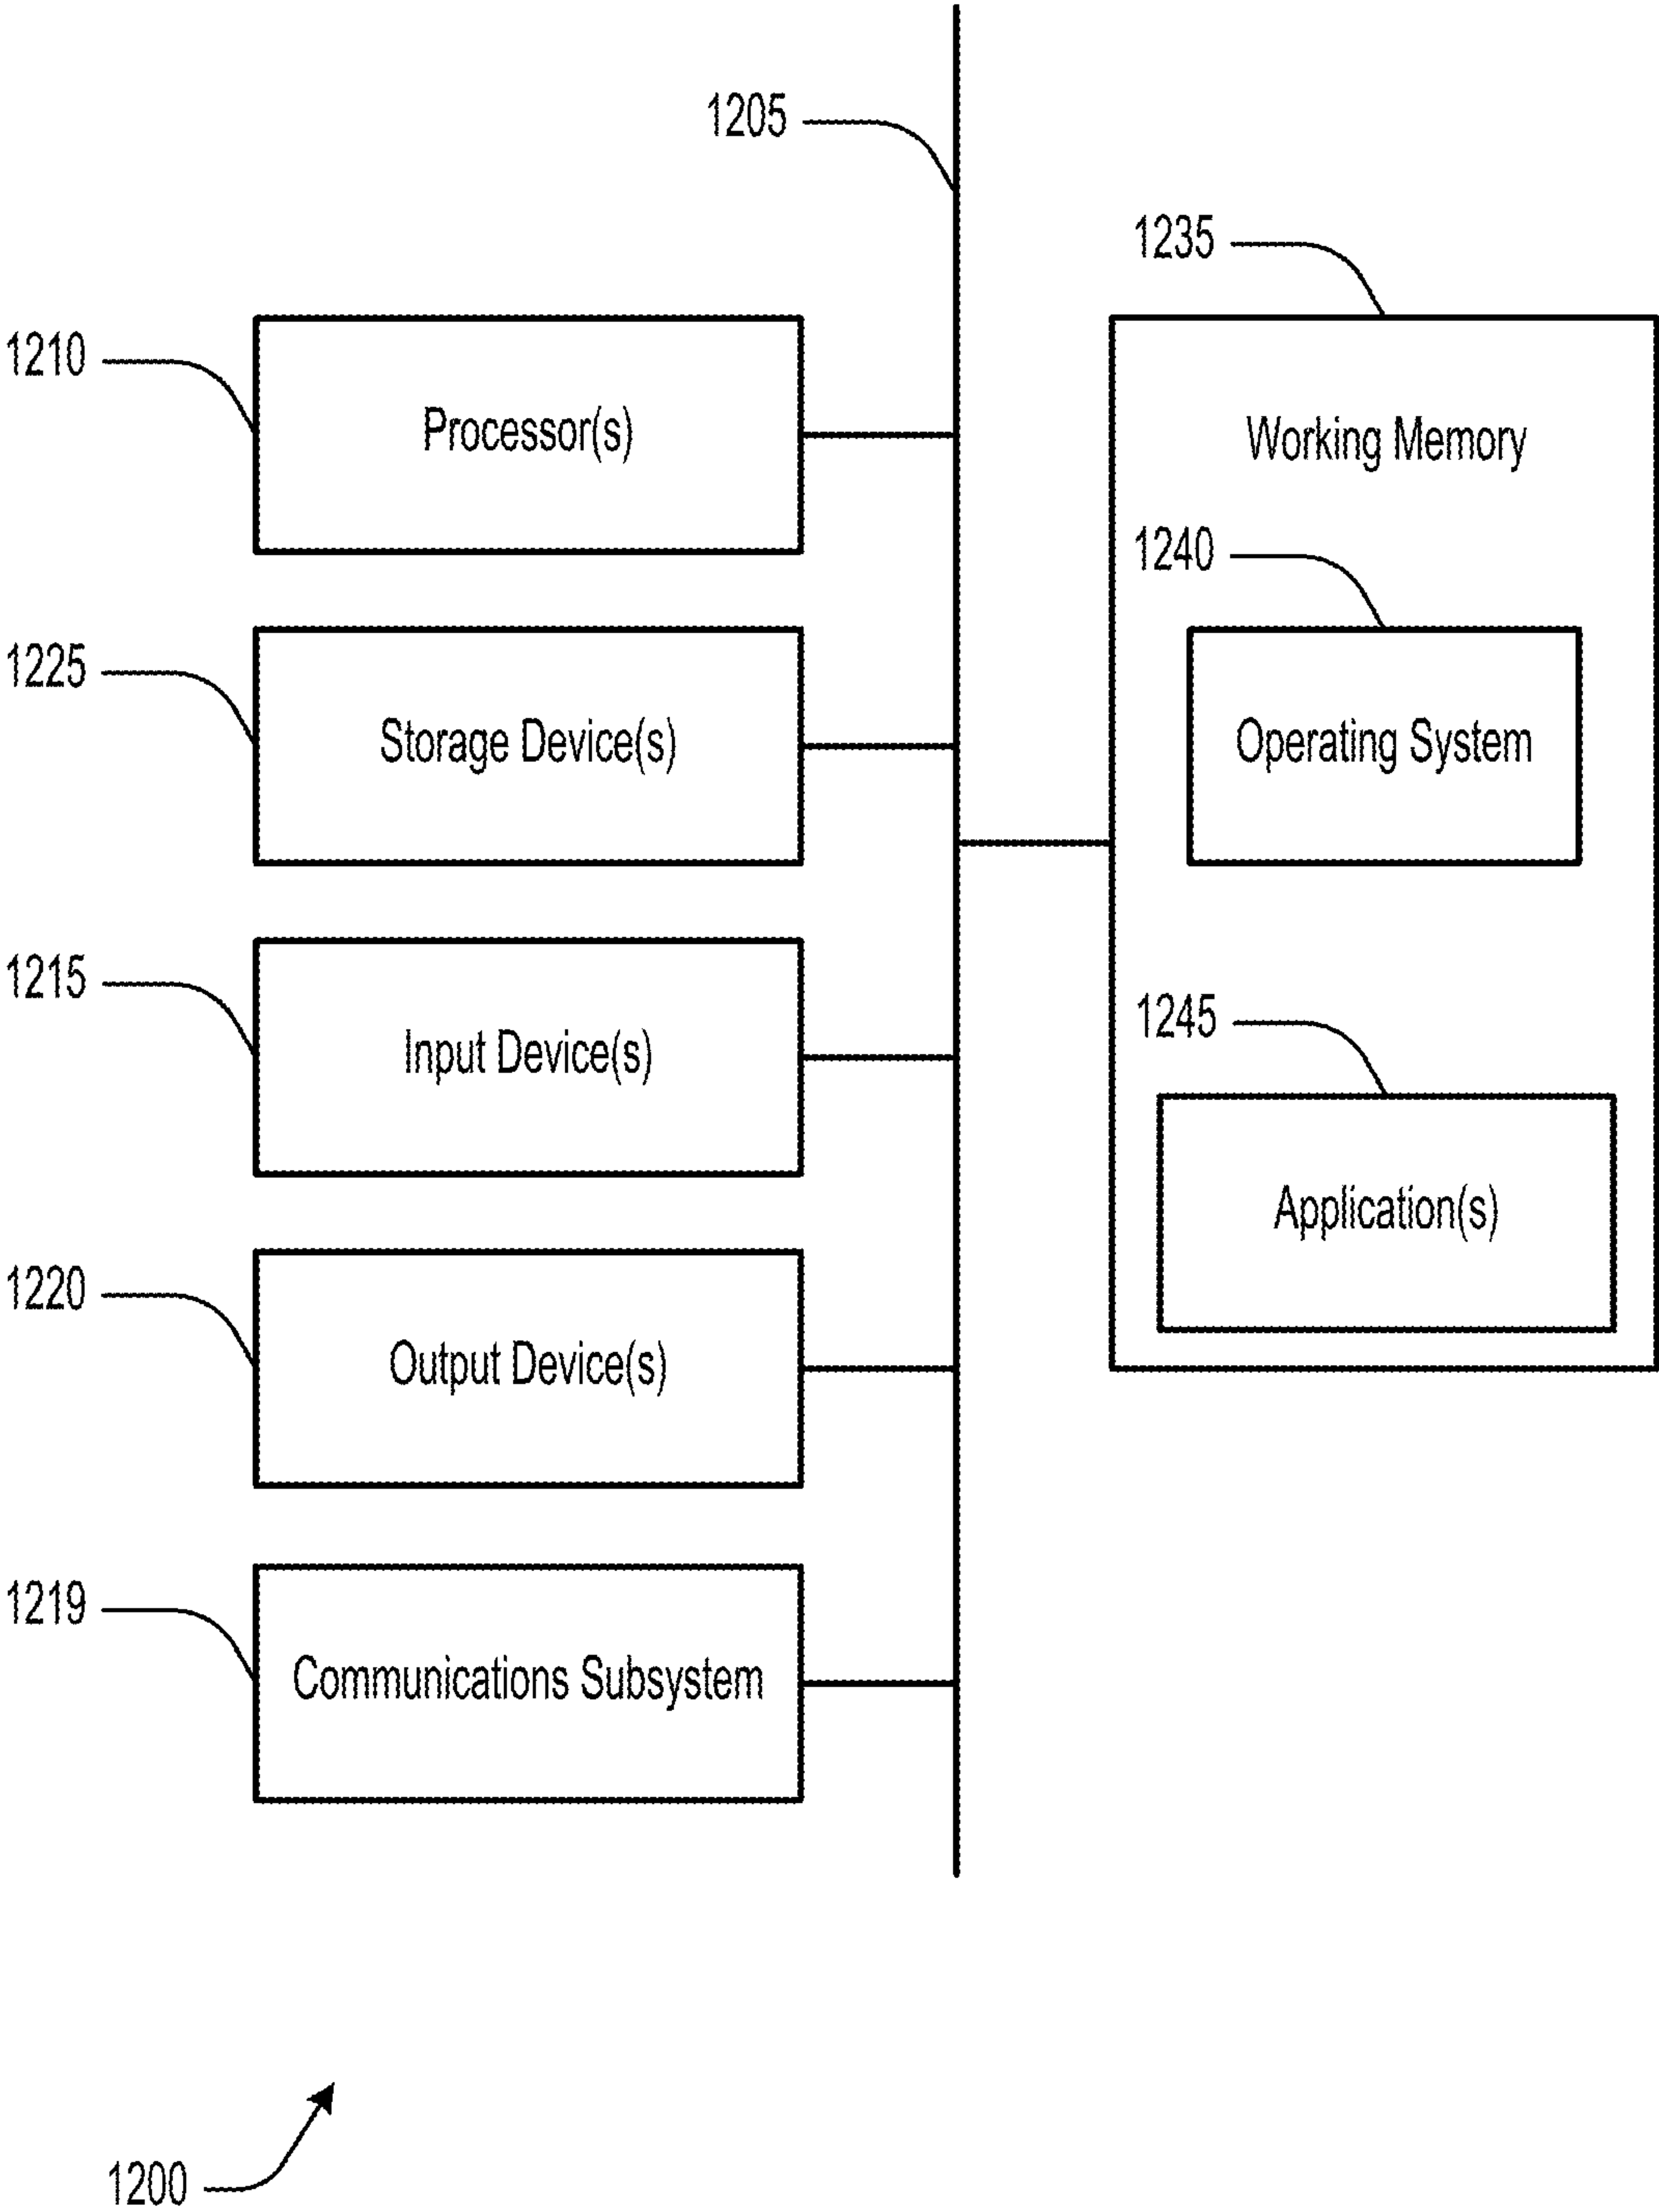 1205
1235
1210
Processor(s)
Working Memory
1240
1225
Storage Device(s)
Operating System
1215
Input Device(s)
1245
Application(s)
1220
Output Device(s)
1219
Communications Subsystem
1200